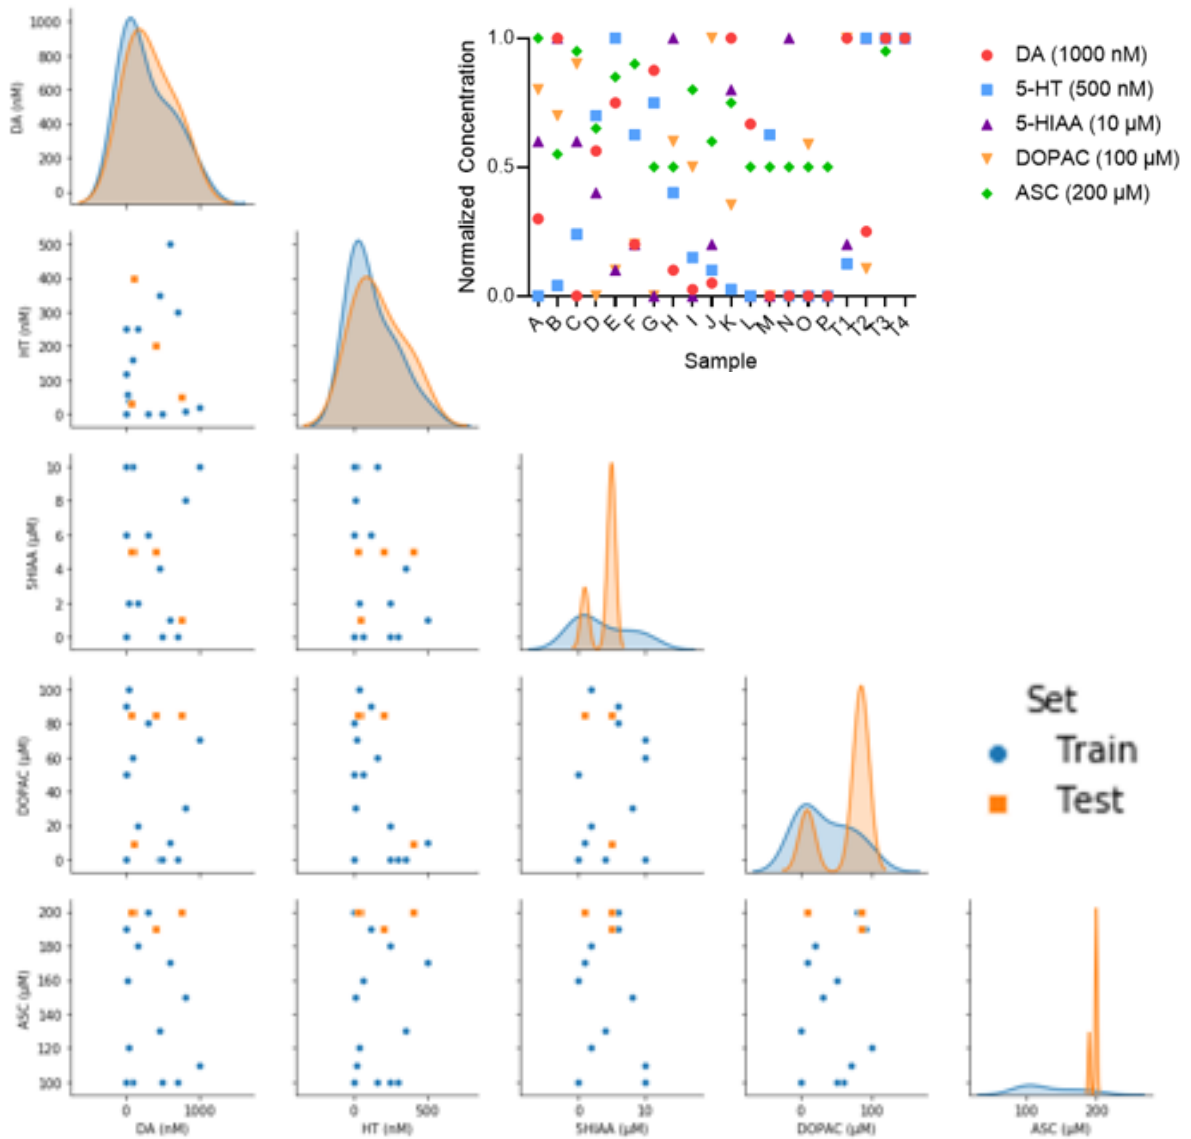 1000
800
600
400
200
0
DA (nM)
1.0
0.5
0.0
Normalized Concentration
A B C D E F G H I J K L M N O P T1 T2 T3 T4
Sample
DA (1000 nM)
5-HT (500 nM)
5-HIAA (10 µM)
DOPAC (100 µM)
ASC (200 µM)
500
400
300
200
100
0
HT (nM)
10
8
6
4
2
0
5HIAA (µM)
100
80
60
40
20
0
DOPAC (µM)
Set
Train
Test
200
180
160
140
120
100
ASC (µM)
0 1000 0 500 0 10 0 100 100 200
DA (nM) HT (nM) 5HIAA (µM) DOPAC (µM) ASC (µM)